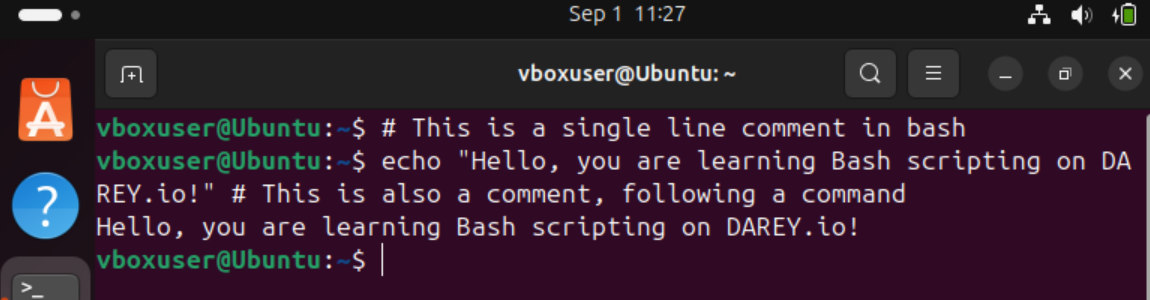 Sep 1 11:27
vboxuser@Ubuntu: ~
vboxuser@Ubuntu:~$ # This is a single line comment in bash
vboxuser@Ubuntu:~$ echo "Hello, you are learning Bash scripting on DA
REY.io!" # This is also a comment, following a command
Hello, you are learning Bash scripting on DAREY.io!
vboxuser@Ubuntu:~$